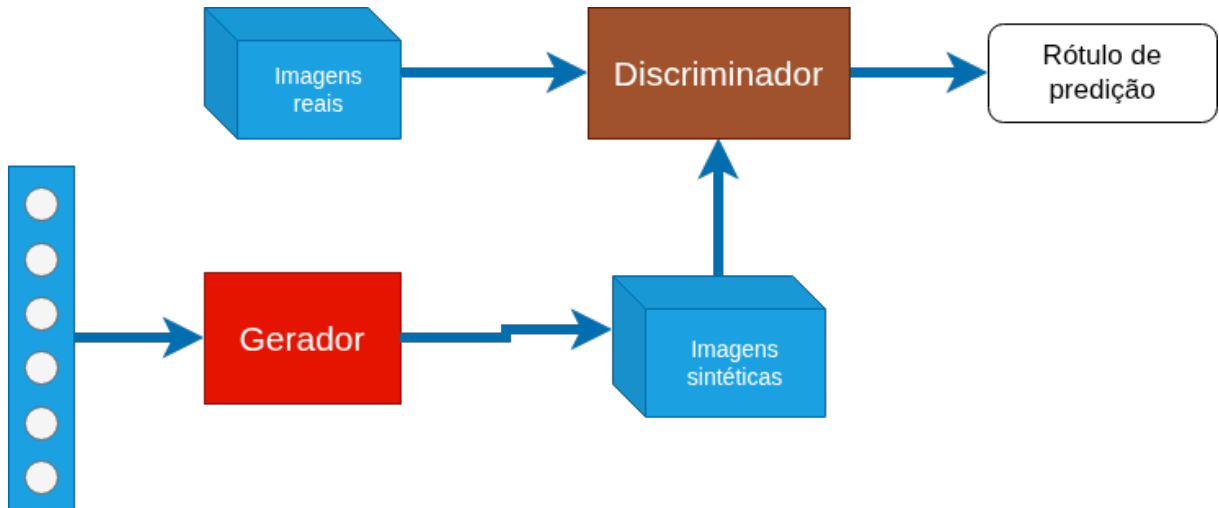 Imagens
reais
Discriminador
Rótulo de
predição
Gerador
Imagens
sintéticas